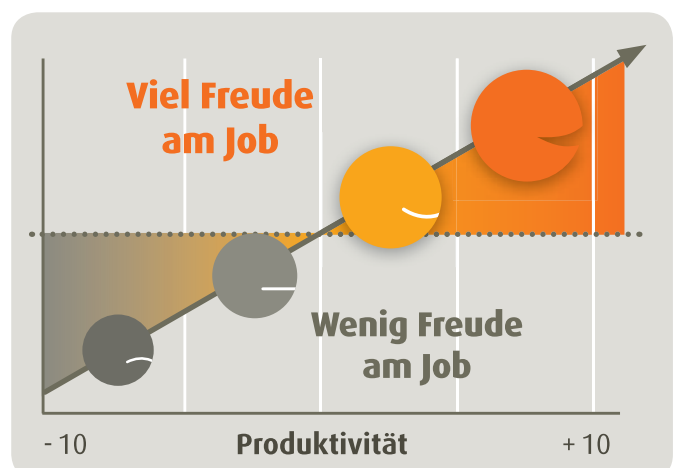 Viel Freude
am Job
Wenig Freude
am Job
- 10
Produktivität
+ 10